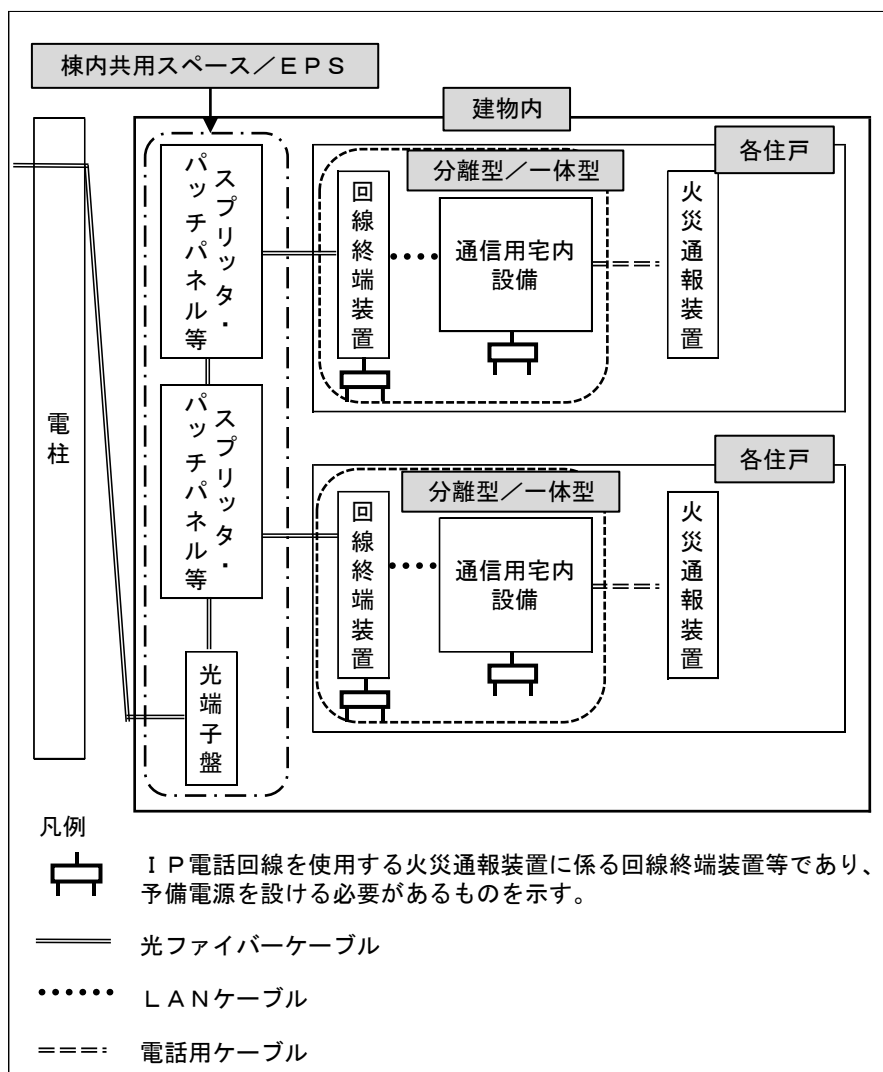 棟内共用スペース／ＥＰＳ
建物内
各住戸
分離型／一体型
スプリッタ・
パッチパネル等
回線終端装置
通信用宅内
設備
火災通報装置
電柱
各住戸
分離型／一体型
スプリッタ・
パッチパネル等
回線終端装置
通信用宅内
設備
火災通報装置
光端子盤
凡例
ＩＰ電話回線を使用する火災通報装置に係る回線終端装置等であり、
予備電源を設ける必要があるものを示す。
光ファイバーケーブル
ＬＡＮケーブル
電話用ケーブル